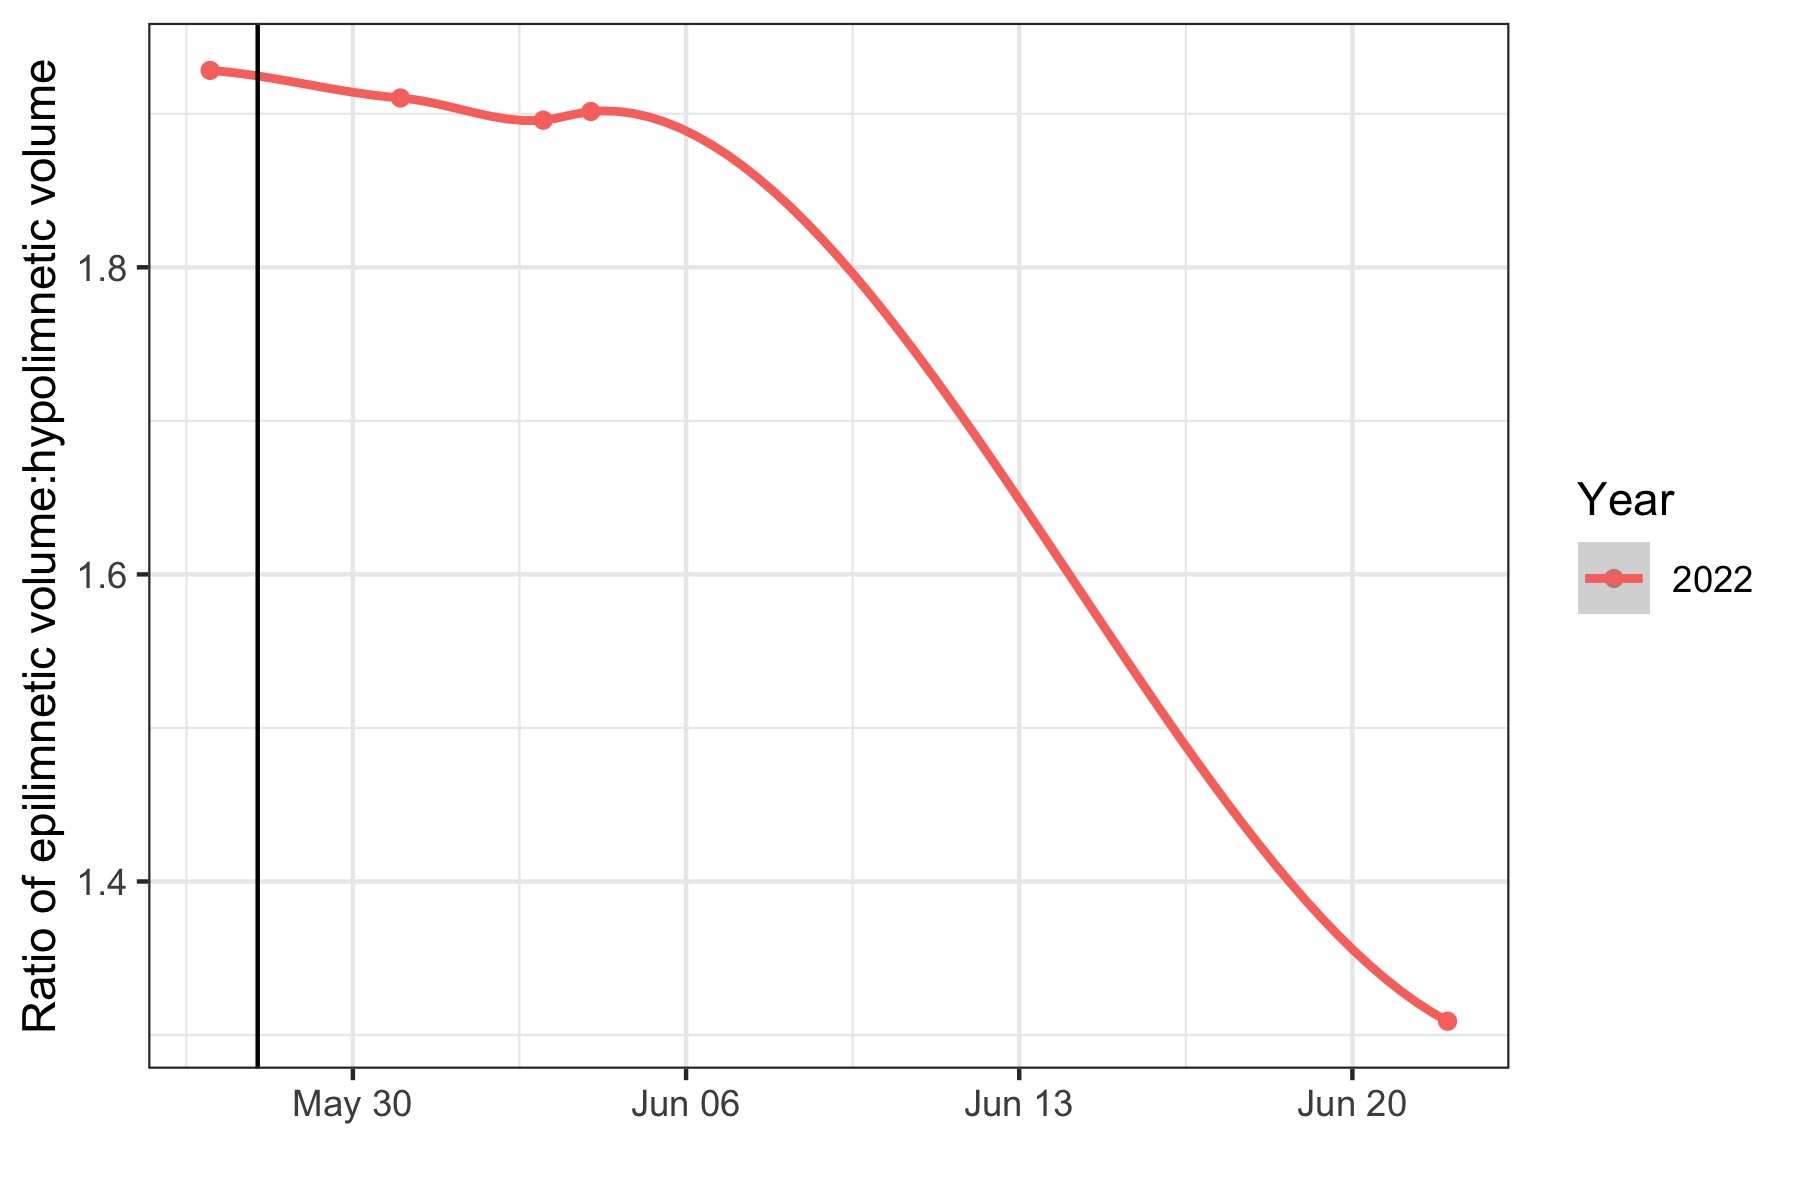 Ratio of epilimnetic volume:hypolimnetic volume
1.8
1.6
1.4
May 30
Jun 06
Jun 13
Jun 20
Year
2022